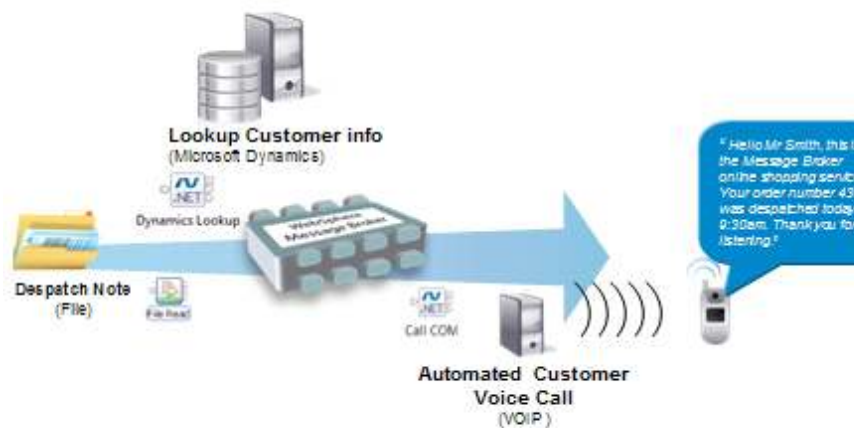 Lookup Customer info
(Microsoft Dynamics)
.NET
Dynamics Lookup
WebSphere
Message Broker
Despatch Note
(File)
File Read
.NET
Call COM
Automated Customer
Voice Call
(VOIP)
" Hello Mr Smith, this i
the Message Broker
online shopping servic
Your order number 43
was despatched today
9:30am. Thank you fo
listening."